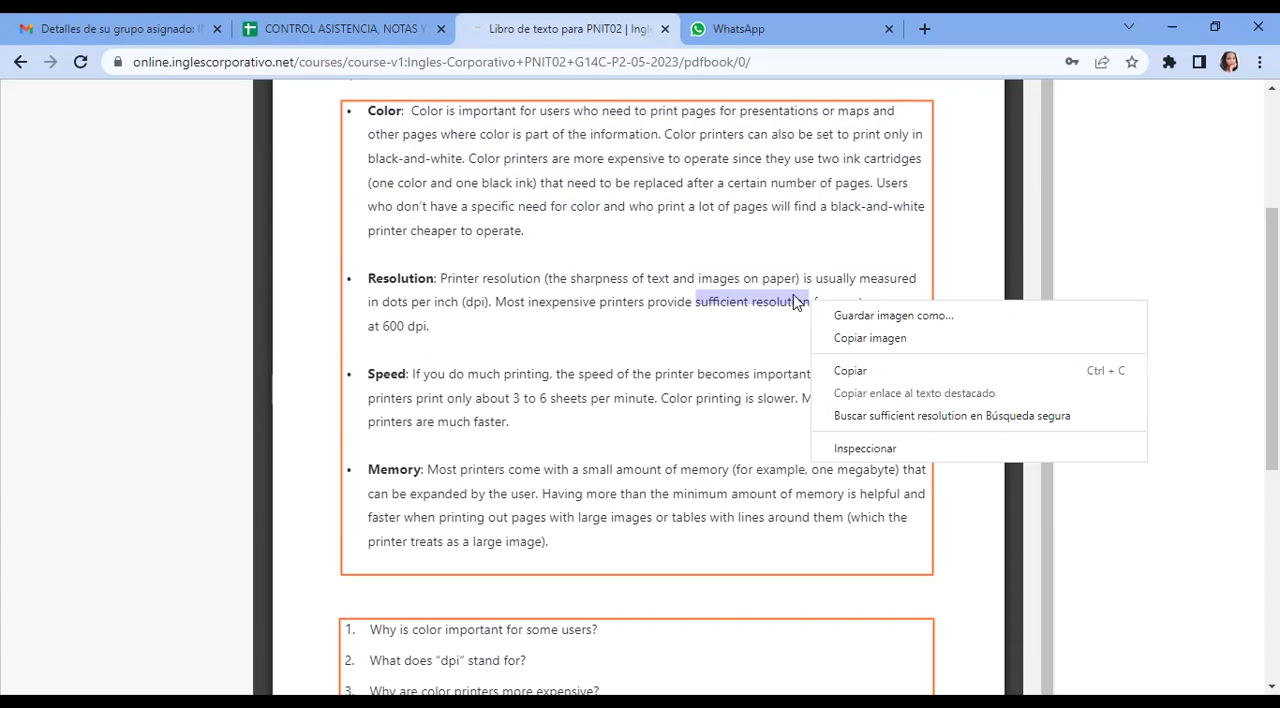 Detalles de su grupo asignado: I
CONTROL ASISTENCIA, NOTAS Y
Libro de texto para PNIT02 | Ingl
WhatsApp
online.inglescorporativo.net/courses/course-v1:Ingles-Corporativo+PNIT02+G14C-P2-05-2023/pdfbook/0/
• Color: Color is important for users who need to print pages for presentations or maps and
other pages where color is part of the information. Color printers can also be set to print only in
black-and-white. Color printers are more expensive to operate since they use two ink cartridges
(one color and one black ink) that need to be replaced after a certain number of pages. Users
who don't have a specific need for color and who print a lot of pages will find a black-and-white
printer cheaper to operate.
• Resolution: Printer resolution (the sharpness of text and images on paper) is usually measured
in dots per inch (dpi). Most inexpensive printers provide sufficient resolution
at 600 dpi.
• Speed: If you do much printing, the speed of the printer becomes important
printers print only about 3 to 6 sheets per minute. Color printing is slower. M
printers are much faster.
• Memory: Most printers come with a small amount of memory (for example, one megabyte) that
can be expanded by the user. Having more than the minimum amount of memory is helpful and
faster when printing out pages with large images or tables with lines around them (which the
printer treats as a large image).
Guardar imagen como...
Copiar imagen
Copiar Ctrl + C
Copiar enlace al texto destacado
Buscar sufficient resolution en Búsqueda segura
Inspeccionar
1. Why is color important for some users?
2. What does “dpi” stand for?
3. Why are color printers more expensive?